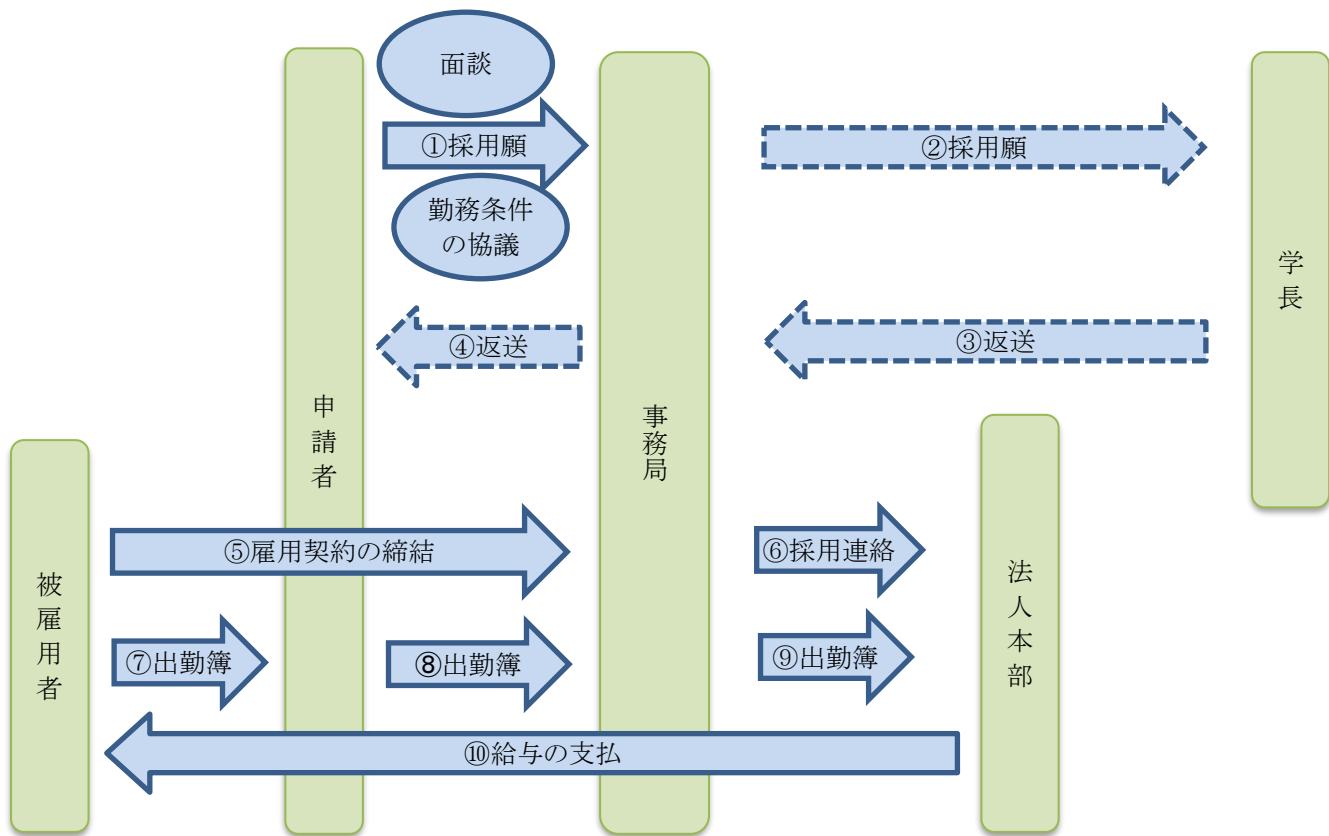 面談
①採用願
②採用願
勤務条件
の協議
学長
④返送
③返送
申請者
事務局
被雇用者
法人本部
⑤雇用契約の締結
⑥採用連絡
⑦出勤簿
⑧出勤簿
⑨出勤簿
⑩給与の支払